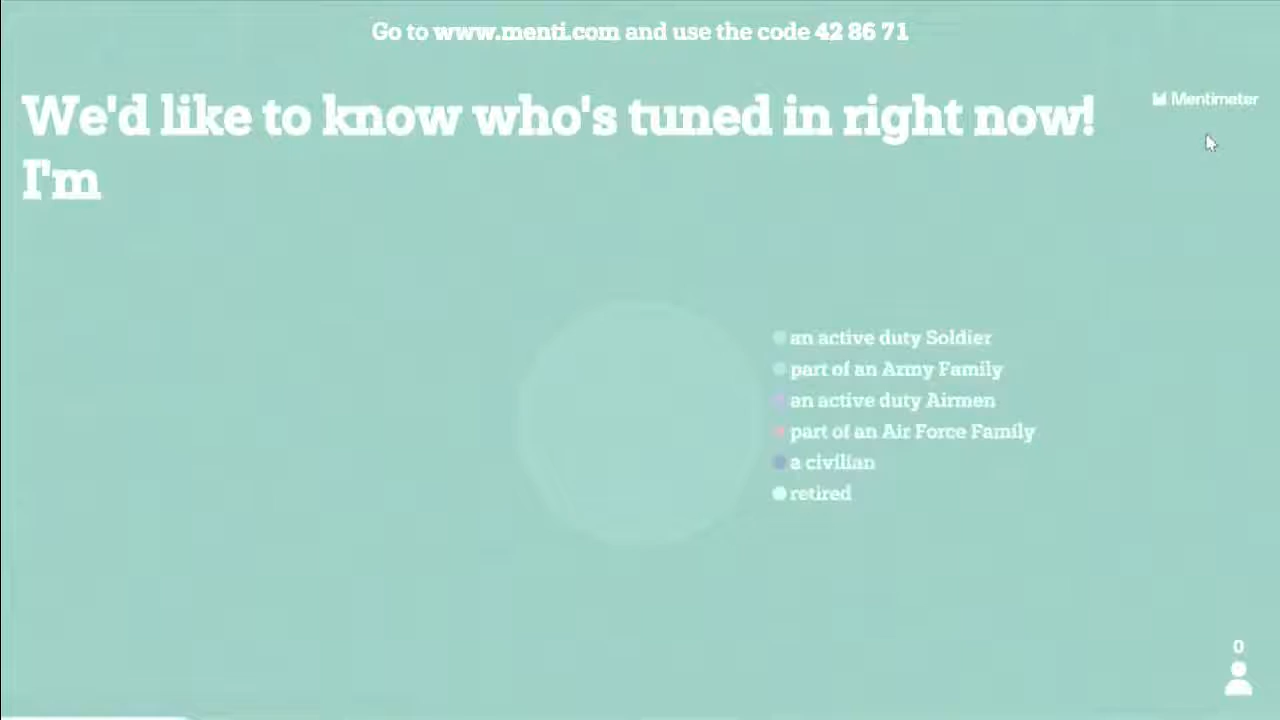 Go to www.menti.com and use the code 42 86 71
We'd like to know who's tuned in right now!
Mentimeter
I'm
an active duty Soldier
part of an Army Family
an active duty Airmen
part of an Air Force Family
a civilian
retired
0